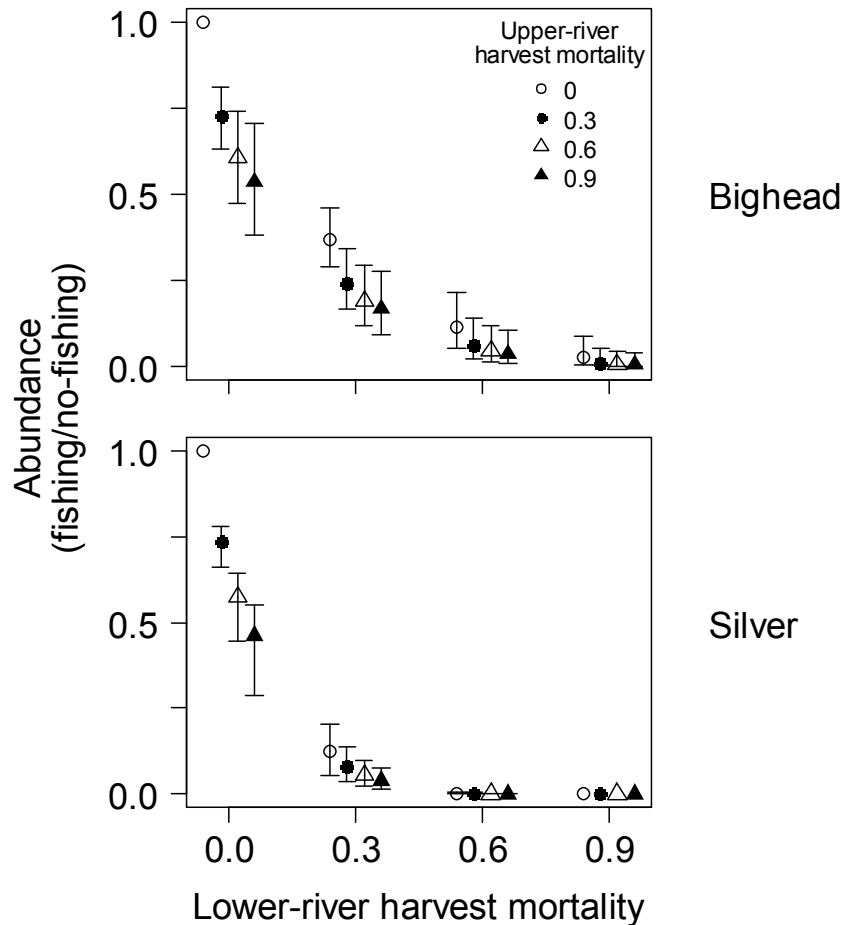 Upper-river
harvest mortality
0
0.3
0.6
0.9
1.0
0.5
0.0
Bighead
Abundance
(fishing/no-fishing)
1.0
0.5
0.0
Silver
0.0 0.3 0.6 0.9
Lower-river harvest mortality